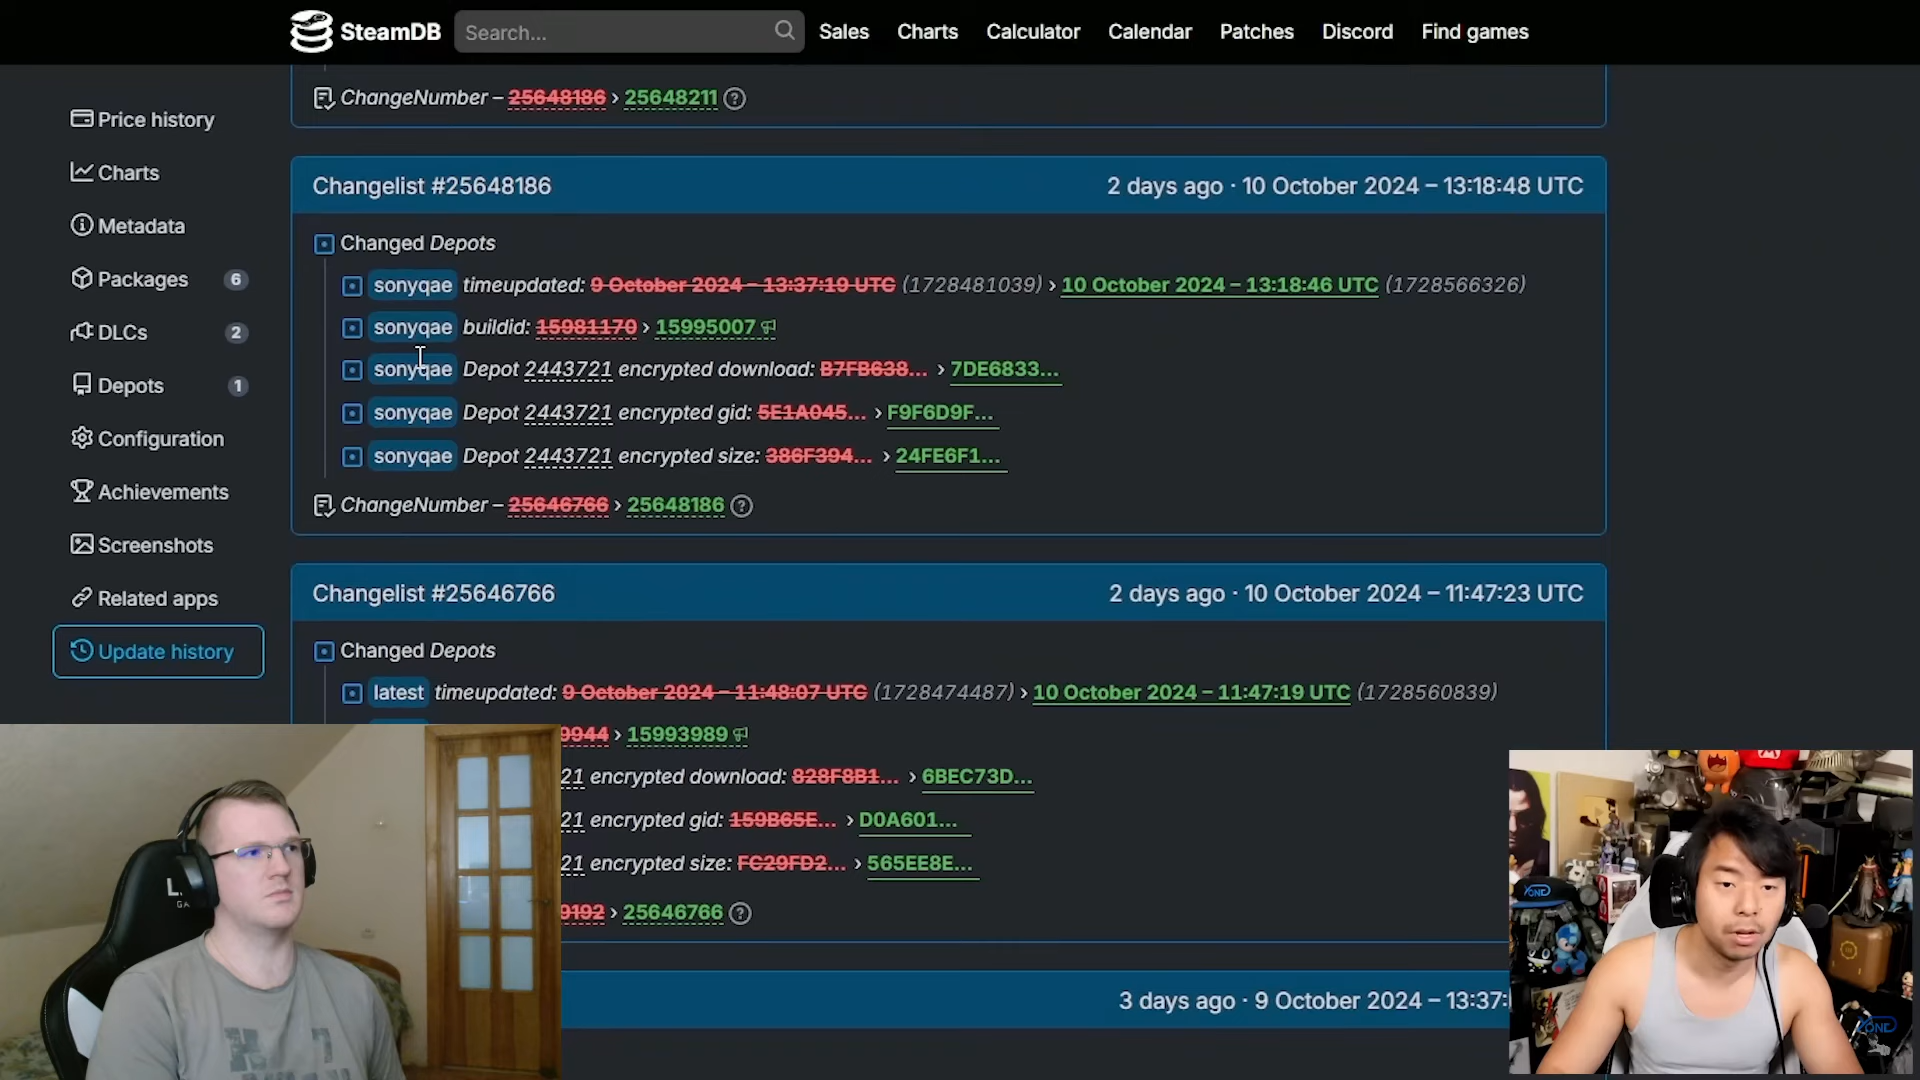 SteamDB
Search...
Sales
Charts
Calculator
Calendar
Patches
Discord
Find games
ChangeNumber – 25648186 › 25648211
Price history
Charts
Metadata
Packages 6
DLCs 2
Depots 1
Configuration
Achievements
Screenshots
Related apps
Update history
Changelist #25648186
2 days ago · 10 October 2024 – 13:18:48 UTC
Changed Depots
sonyqae timeupdated: 9 October 2024 – 13:37:19 UTC (1728481039) › 10 October 2024 – 13:18:46 UTC (1728566326)
sonyqae buildid: 15981170 › 15995007
sonyqae Depot 2443721 encrypted download: B7FB638... › 7DE6833...
sonyqae Depot 2443721 encrypted gid: 5E1A045... › F9F6D9F...
sonyqae Depot 2443721 encrypted size: 386F394... › 24FE6F1...
ChangeNumber – 25646766 › 25648186
Changelist #25646766
2 days ago · 10 October 2024 – 11:47:23 UTC
Changed Depots
latest timeupdated: 9 October 2024 – 11:48:07 UTC (1728474487) › 10 October 2024 – 11:47:19 UTC (1728560839)
9944 › 15993989
21 encrypted download: 828F8B1... › 6BEC73D...
21 encrypted gid: 159B65E... › D0A601...
21 encrypted size: FC29FD2... › 565EE8E...
9192 › 25646766
3 days ago · 9 October 2024 – 13:37: